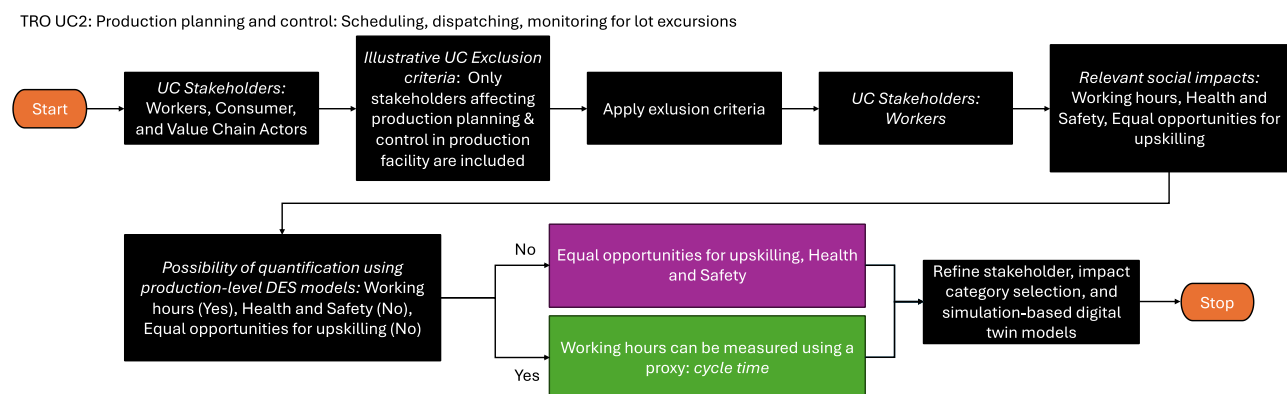 TRO UC2: Production planning and control: Scheduling, dispatching, monitoring for lot excursions
Start
UC Stakeholders:
Workers, Consumer,
and Value Chain Actors
Illustrative UC Exclusion
criteria: Only
stakeholders affecting
production planning &
control in production
facility are included
Apply exlusion criteria
UC Stakeholders:
Workers
Relevant social impacts:
Working hours, Health and
Safety, Equal opportunities for
upskilling
Possibility of quantification using
production-level DES models: Working
hours (Yes), Health and Safety (No),
Equal opportunities for upskilling (No)
No
Equal opportunities for upskilling, Health
and Safety
Yes
Working hours can be measured using a
proxy: cycle time
Refine stakeholder, impact
category selection, and
simulation-based digital
twin models
Stop